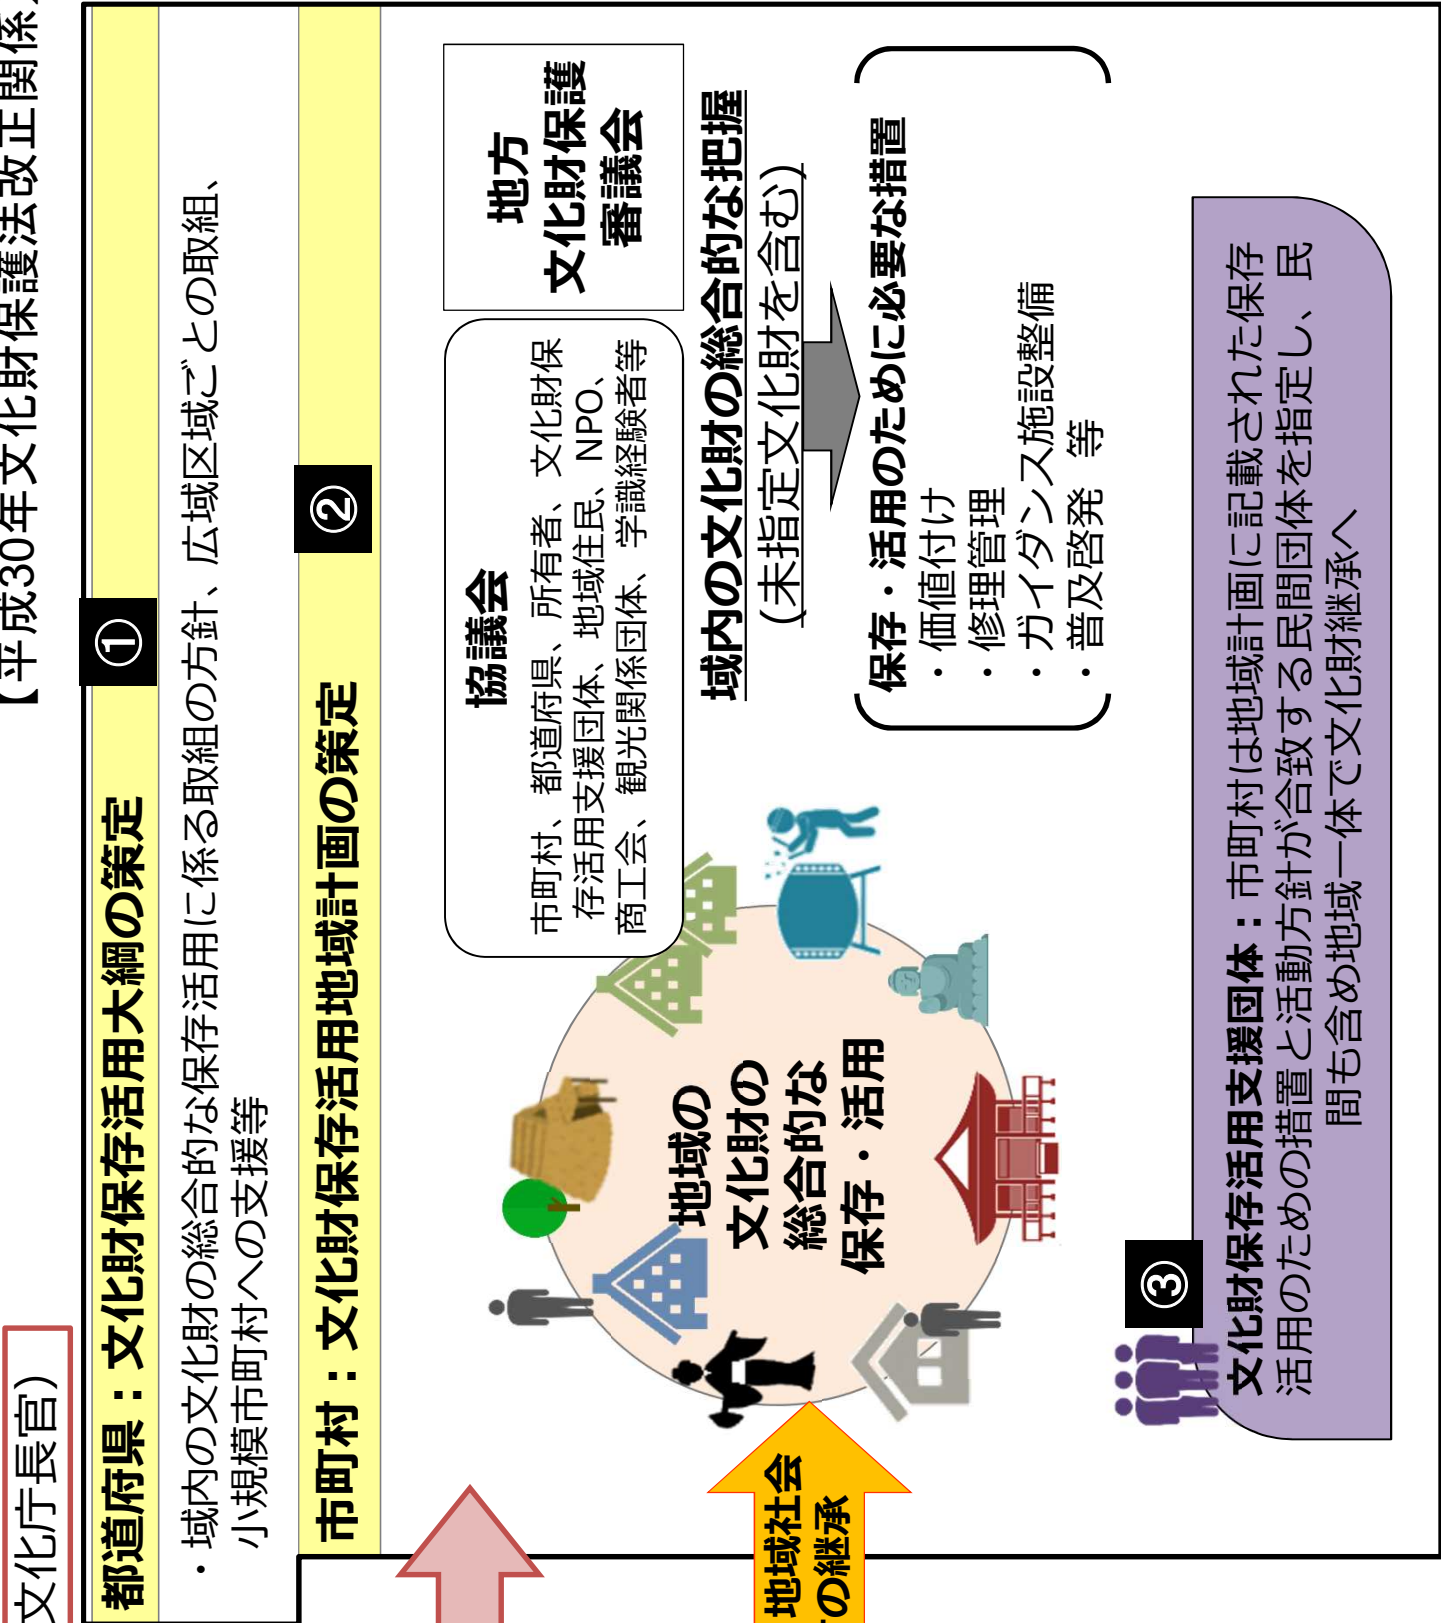 【平成30年文化財保護法改正関係
文化庁長官）
都道府県：文化財保存活用大綱の策定
①
・域内の文化財の総合的な保存活用に係る取組の方針、広域区域ごとの取組、
小規模市町村への支援等
市町村：文化財保存活用地域計画の策定
②
協議会
市町村、都道府県、所有者、文化財保
存活用支援団体、地域住民、NPO、
商工会、観光関係団体、学識経験者等
地方
文化財保護
審議会
地域の
文化財の
総合的な
保存・活用
域内の文化財の総合的な把握
（未指定文化財を含む）
保存・活用のために必要な措置
・価値付け
・修理管理
・ガイダンス施設整備
・普及啓発 等
地域社会
の継承
③
文化財保存活用支援団体：市町村は地域計画に記載された保存
活用のための措置と活動方針が合致する民間団体を指定し、民
間も含め地域一体で文化財継承へ